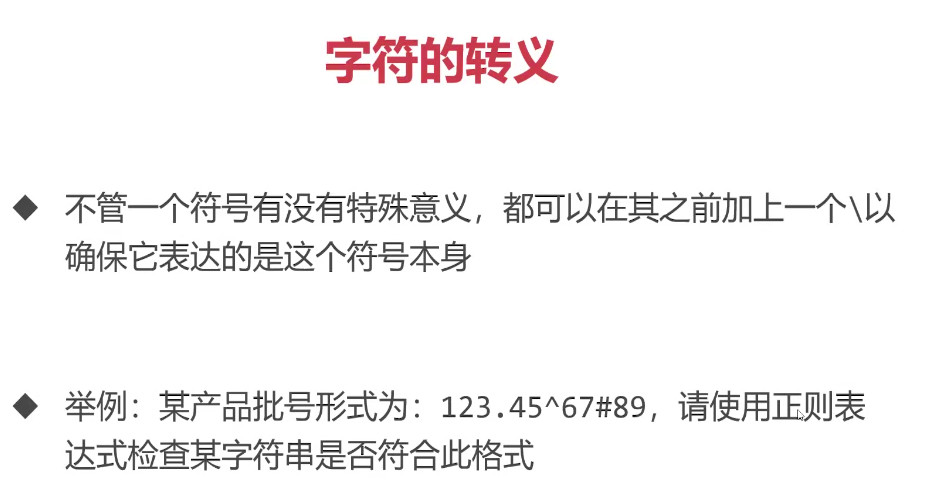 字符的转义
◆ 不管一个符号有没有特殊意义，都可以在其之前加上一个\以
确保它表达的是这个符号本身
◆ 举例：某产品批号形式为：123.45^67#89，请使用正则表
达式检查某字符串是否符合此格式